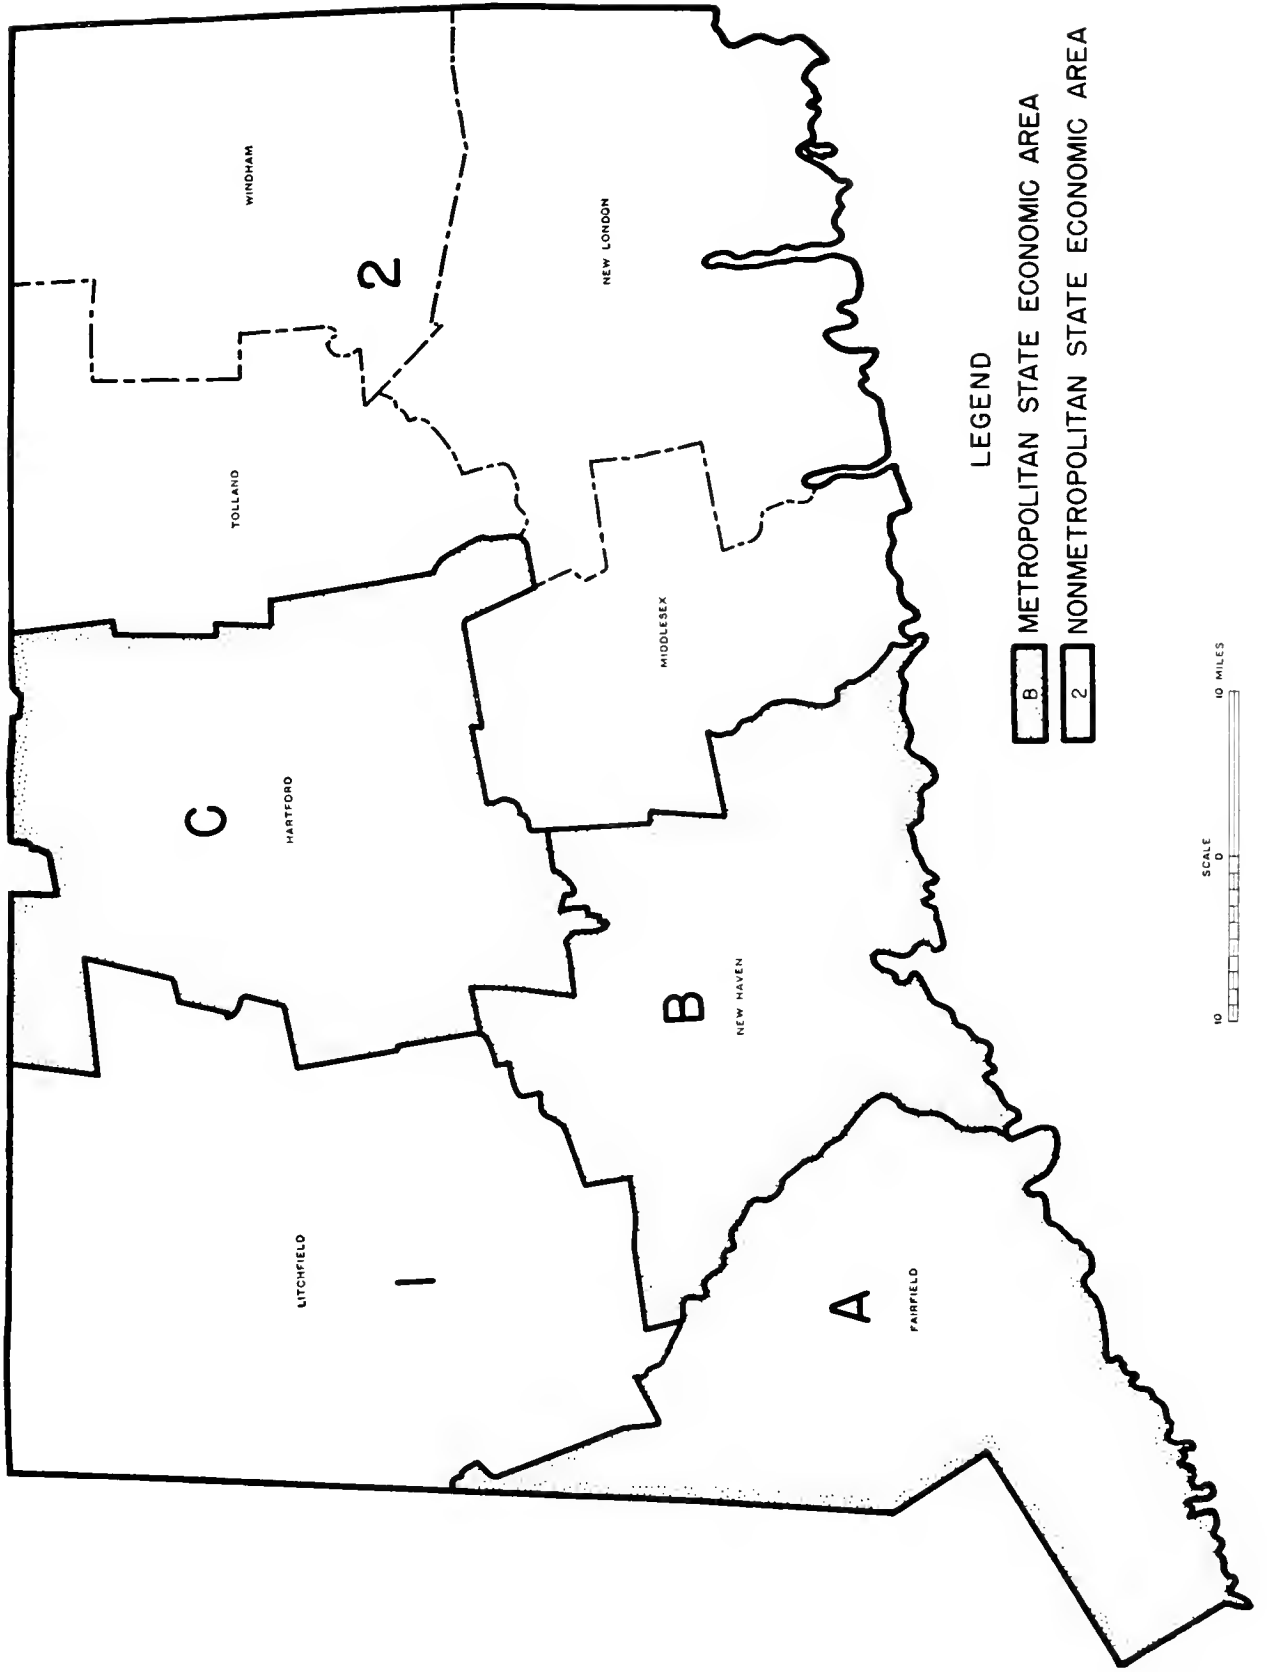 LITCHFIELD
1
C
HARTFORD
TOLLAND
WINDHAM
2
NEW LONDON
MIDDLESEX
B
NEW HAVEN
A
FAIRFIELD
LEGEND
B METROPOLITAN STATE ECONOMIC AREA
2 NONMETROPOLITAN STATE ECONOMIC AREA
SCALE
10 0 10 MILES